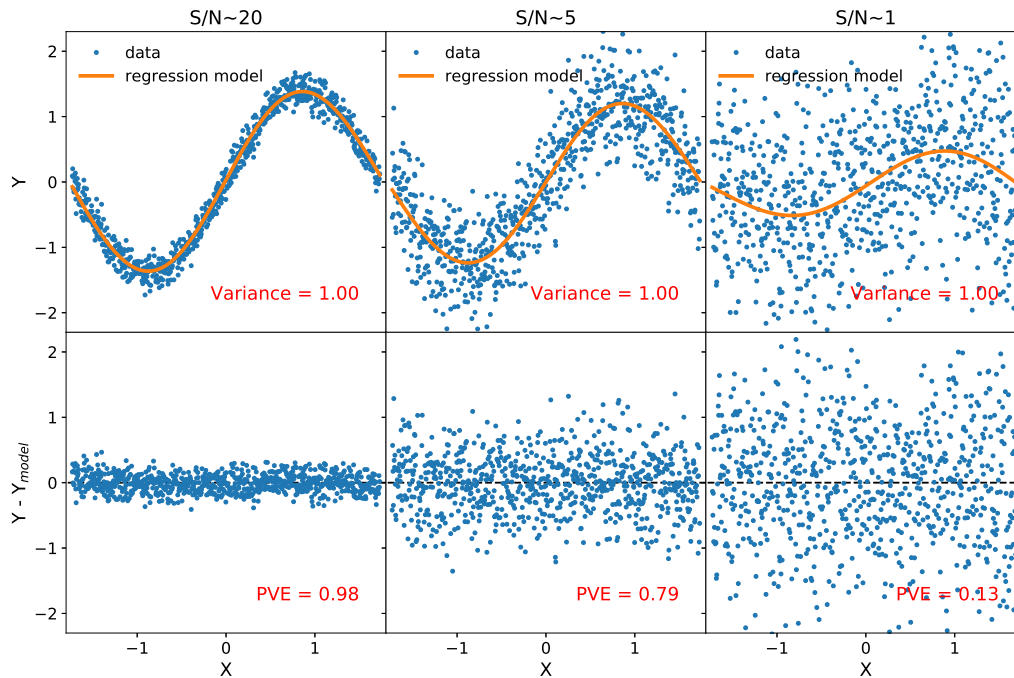 S/N~20 S/N~5 S/N~1
data data data
regression model regression model regression model
2
1
0
−1
−2
Y
Variance = 1.00 Variance = 1.00 Variance = 1.00
2
1
0
−1
−2
Y - Y_model
PVE = 0.98 PVE = 0.79 PVE = 0.13
−1 0 1 −1 0 1 −1 0 1
X X X